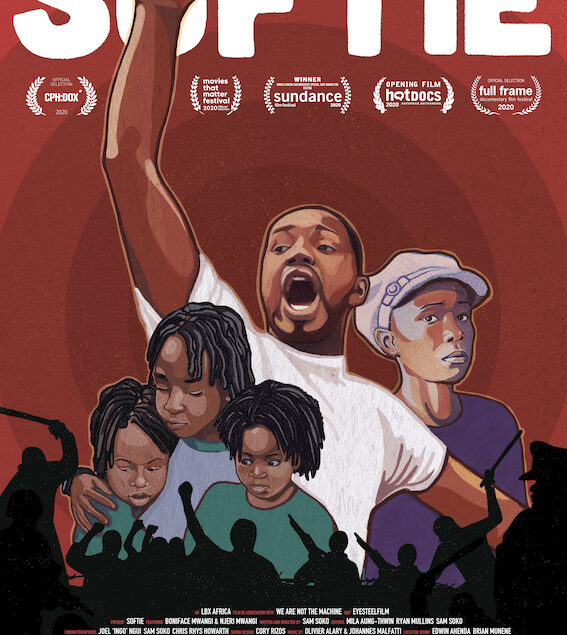 SOFTIE
OFFICIAL SELECTION
CPH:DOX
2020
movies that matter festival
2020
WINNER
sundance
film festival 2020
OPENING FILM
hotDOCS
2020 OUTSPOKEN. OUTSTANDING.
OFFICIAL SELECTION
full frame
documentary film festival
2020
AN LBX AFRICA FILM IN ASSOCIATION WITH WE ARE NOT THE MACHINE AND EYESTEELFILM
PRESENT SOFTIE FEATURING BONIFACE MWANGI & NJERI MWANGI WRITTEN AND DIRECTED BY SAM SOKO EDITORS MILA AUNG-THWIN RYAN MULLINS SAM SOKO
CINEMATOGRAPHERS JOEL "INGO" NGUI SAM SOKO CHRIS RHYS HOWARTH SOUND DESIGN CORY RIZOS MUSIC BY OLIVIER ALARY & JOHANNES MALFATTI LOCATION SOUND EDWIN AHENDA BRIAN MUNENE